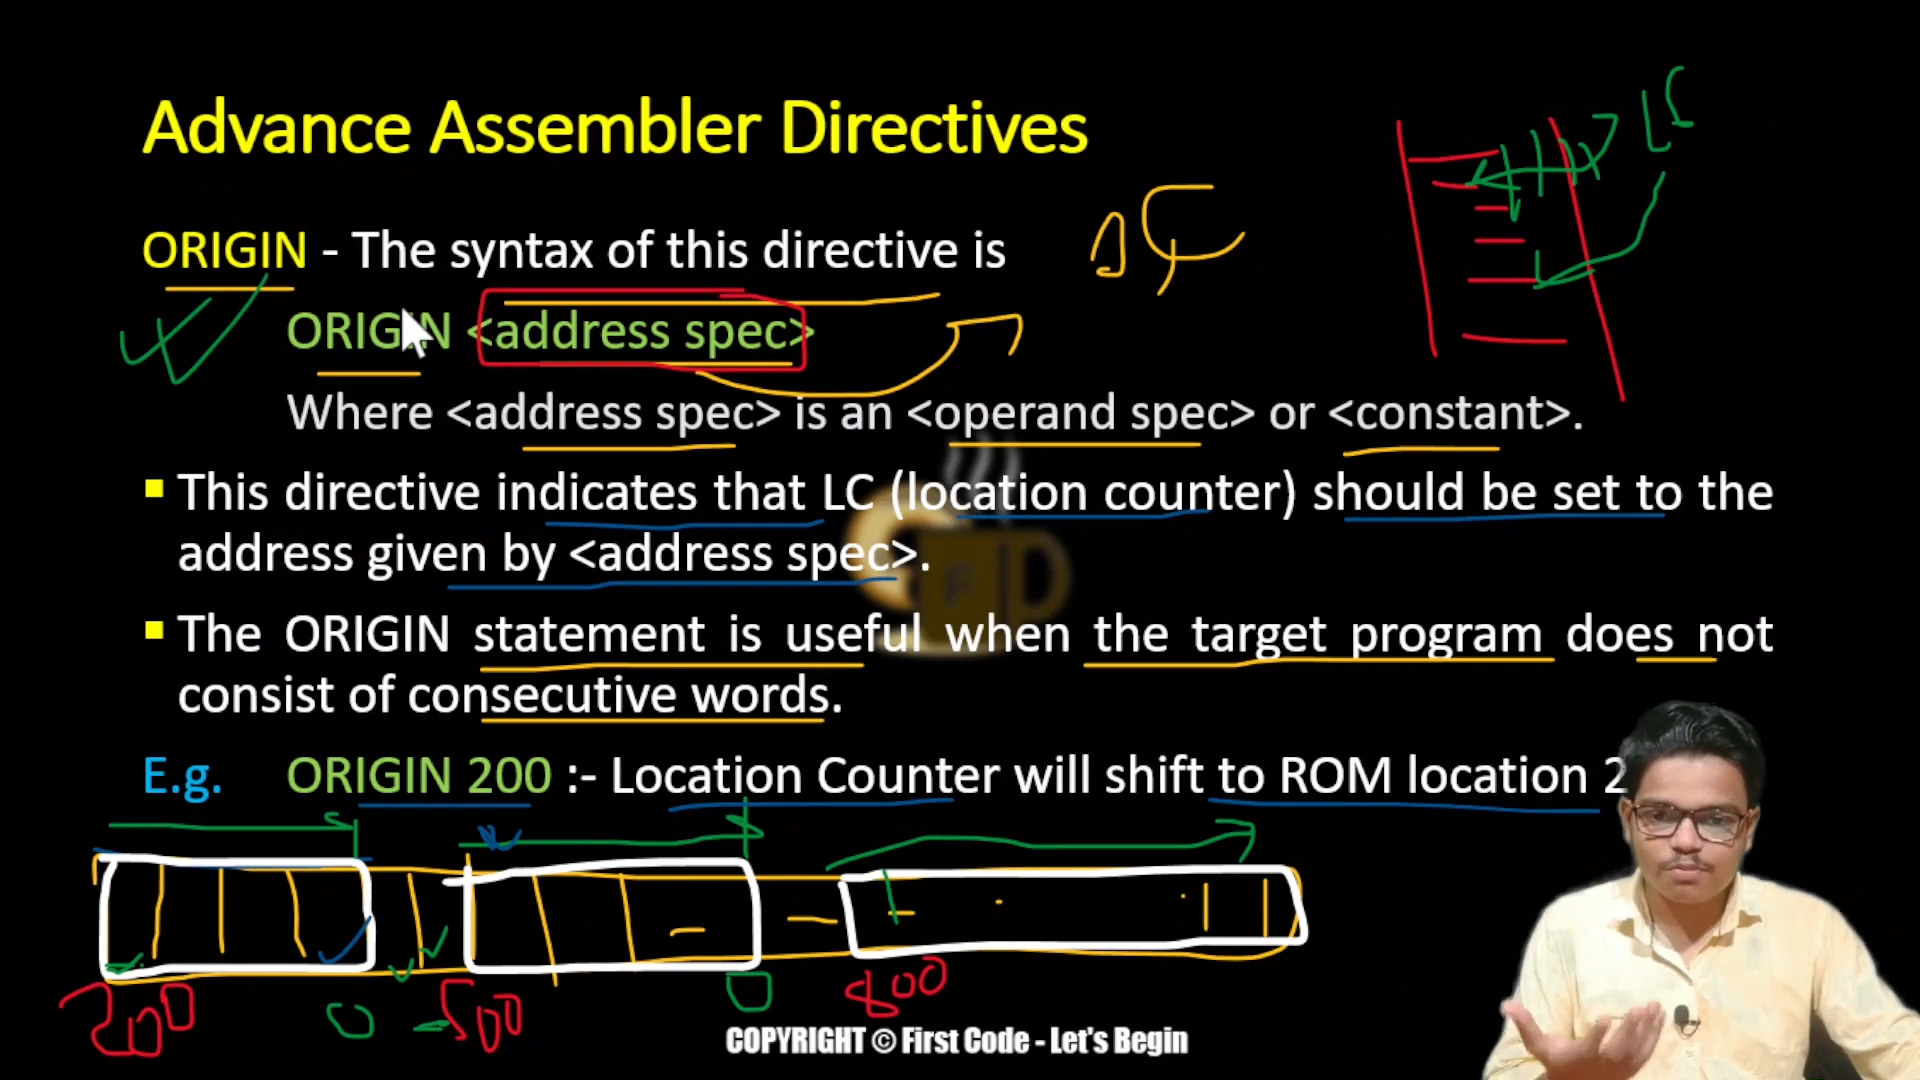 Advance Assembler Directives
ORIGIN - The syntax of this directive is
ORIGIN <address spec>
Where <address spec> is an <operand spec> or <constant>.
▪ This directive indicates that LC (location counter) should be set to the
address given by <address spec>.
▪ The ORIGIN statement is useful when the target program does not
consist of consecutive words.
E.g. ORIGIN 200 :- Location Counter will shift to ROM location 2
LC
200 0 500 0 800
COPYRIGHT © First Code - Let's Begin